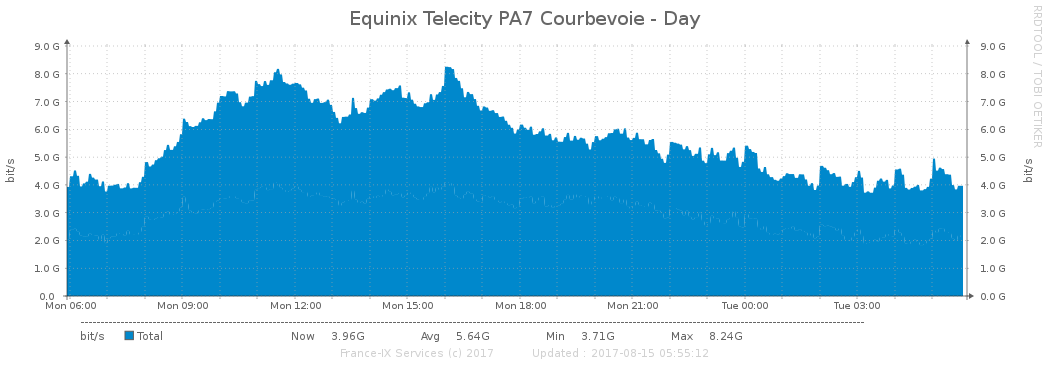 Equinix Telecity PA7 Courbevoie - Day
RRDTOOL / TOBI OETIKER
bit/s
bit/s
9.0 G 9.0 G
8.0 G 8.0 G
7.0 G 7.0 G
6.0 G 6.0 G
5.0 G 5.0 G
4.0 G 4.0 G
3.0 G 3.0 G
2.0 G 2.0 G
1.0 G 1.0 G
0.0 0.0 G
Mon 06:00 Mon 09:00 Mon 12:00 Mon 15:00 Mon 18:00 Mon 21:00 Tue 00:00 Tue 03:00
bit/s Total Now 3.96G Avg 5.64G Min 3.71G Max 8.24G
France-IX Services (c) 2017 Updated : 2017-08-15 05:55:12